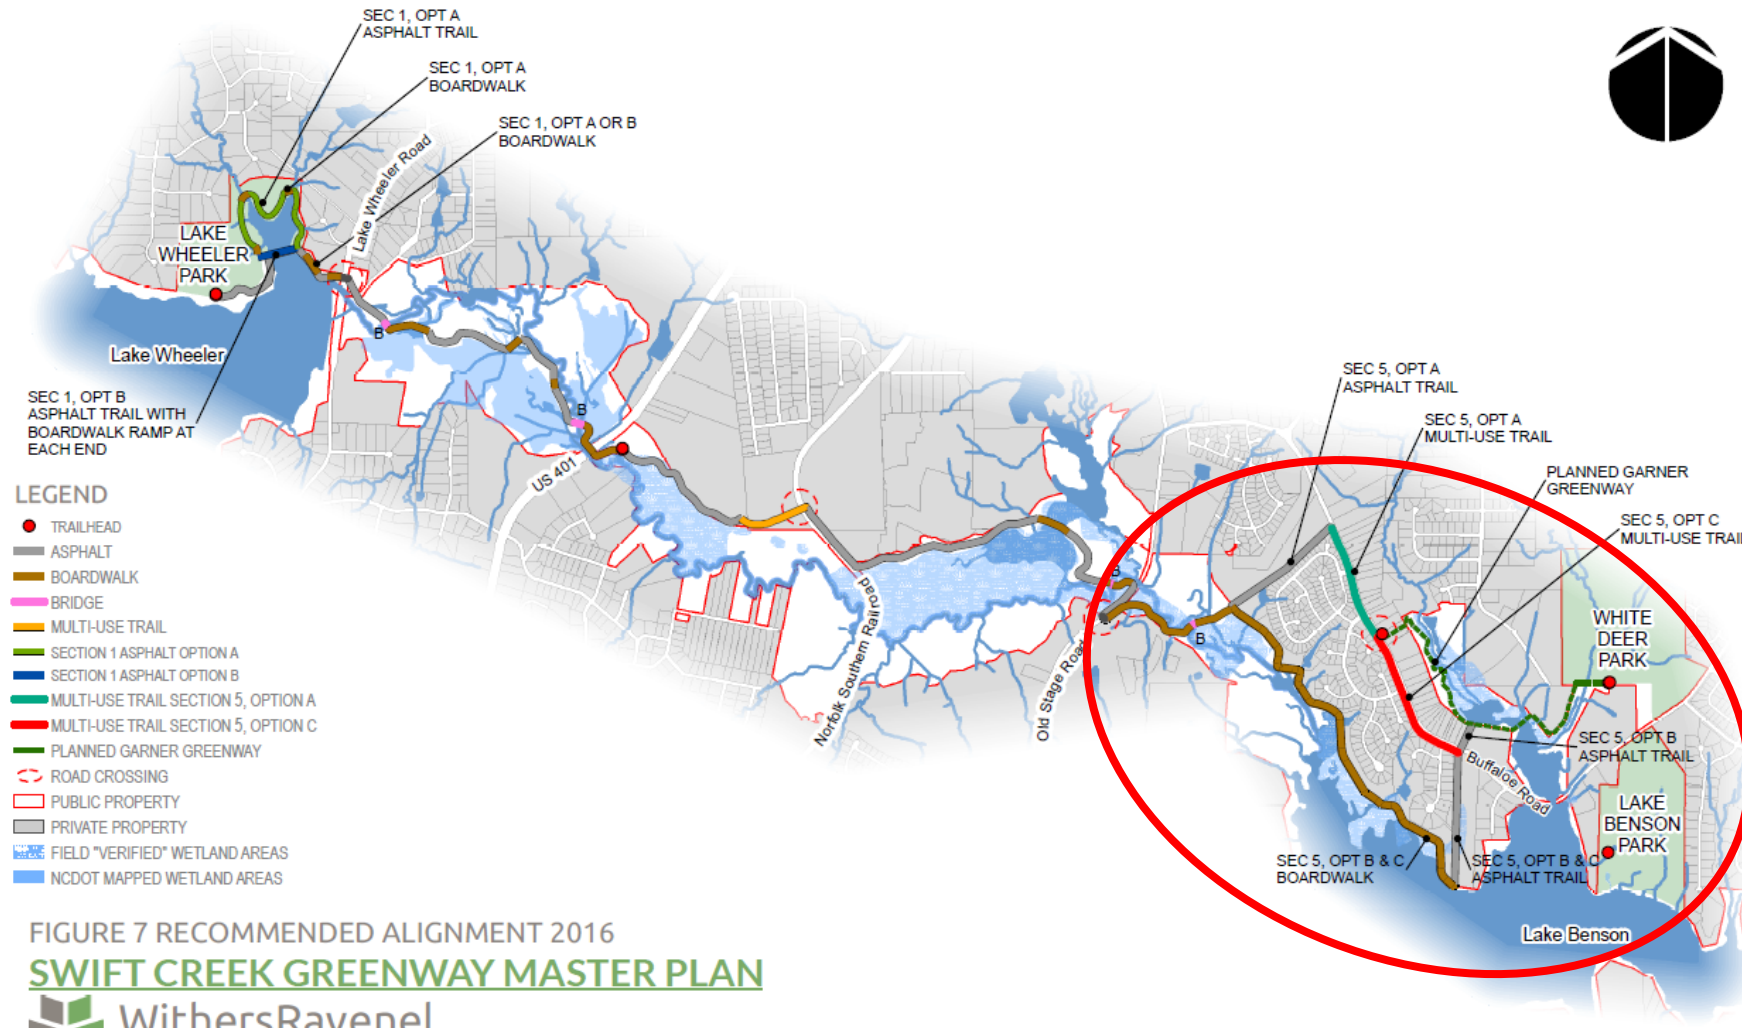 SEC 1, OPT A
ASPHALT TRAIL
SEC 1, OPT A
BOARDWALK
SEC 1, OPT A OR B
BOARDWALK
Lake Wheeler Road
LAKE
WHEELER
PARK
Lake Wheeler
B
SEC 1, OPT B
ASPHALT TRAIL WITH
BOARDWALK RAMP AT
EACH END
B
US 401
Norfolk Southern Railroad
Old Stage Road
B
B
SEC 5, OPT A
ASPHALT TRAIL
SEC 5, OPT A
MULTI-USE TRAIL
PLANNED GARNER
GREENWAY
SEC 5, OPT C
MULTI-USE TRAI
WHITE
DEER
PARK
SEC 5, OPT B
ASPHALT TRAIL
Buffaloe Road
LAKE
BENSON
PARK
SEC 5, OPT B & C
BOARDWALK
SEC 5, OPT B & C
ASPHALT TRAIL
Lake Benson
LEGEND
TRAILHEAD
ASPHALT
BOARDWALK
BRIDGE
MULTI-USE TRAIL
SECTION 1 ASPHALT OPTION A
SECTION 1 ASPHALT OPTION B
MULTI-USE TRAIL SECTION 5, OPTION A
MULTI-USE TRAIL SECTION 5, OPTION C
PLANNED GARNER GREENWAY
ROAD CROSSING
PUBLIC PROPERTY
PRIVATE PROPERTY
FIELD "VERIFIED" WETLAND AREAS
NCDOT MAPPED WETLAND AREAS
FIGURE 7 RECOMMENDED ALIGNMENT 2016
SWIFT CREEK GREENWAY MASTER PLAN
WithersRavenel